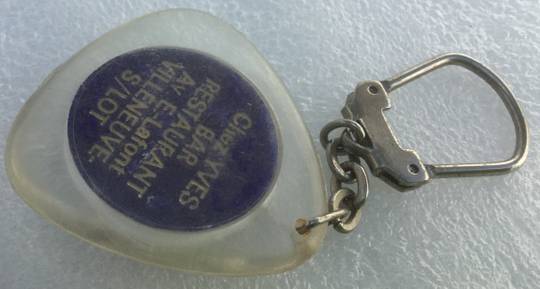 Chez YVES
BAR
RESTAURANT
Av E. Lafont
VILLENEUVE.
S/LOT